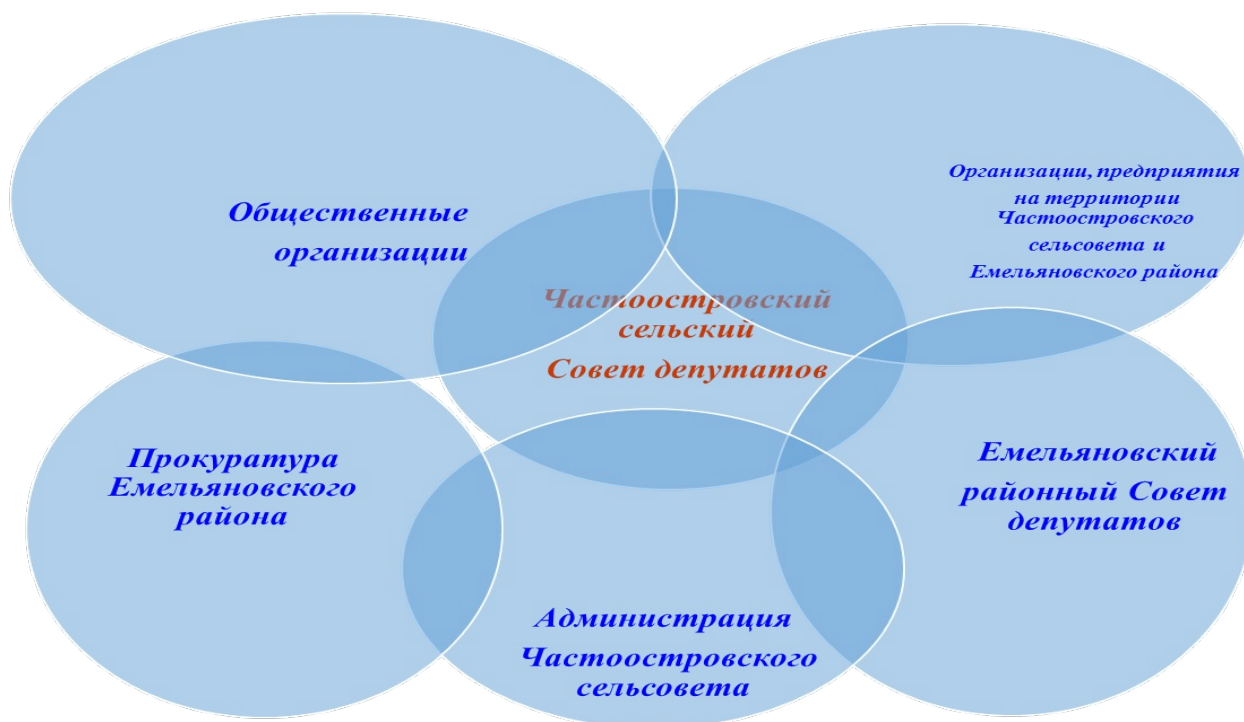 Общественные
организации
Организации, предприятия
на территории
Частоостровского
сельсовета и
Емельяновского района
Частоостровский
сельский
Совет депутатов
Прокуратура
Емельяновского
района
Емельяновский
районный Совет
депутатов
Администрация
Частоостровского
сельсовета